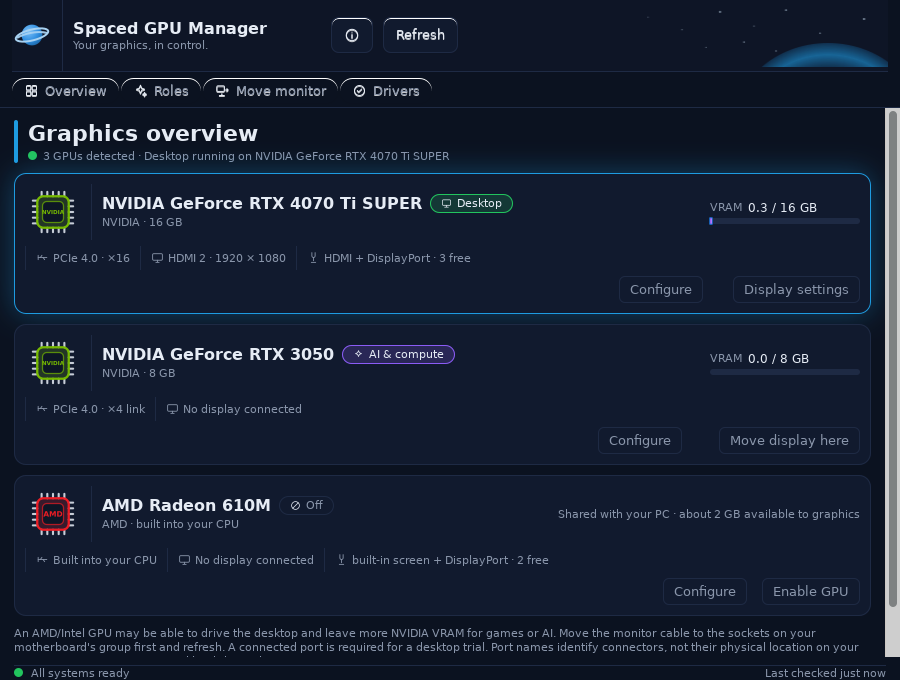 Spaced GPU Manager
Your graphics, in control.
Refresh
Overview
Roles
Move monitor
Drivers
Graphics overview
3 GPUs detected · Desktop running on NVIDIA GeForce RTX 4070 Ti SUPER
NVIDIA
NVIDIA GeForce RTX 4070 Ti SUPER
Desktop
NVIDIA · 16 GB
VRAM 0.3 / 16 GB
PCIe 4.0 · ×16
HDMI 2 · 1920 × 1080
HDMI + DisplayPort · 3 free
Configure
Display settings
NVIDIA
NVIDIA GeForce RTX 3050
AI & compute
NVIDIA · 8 GB
VRAM 0.0 / 8 GB
PCIe 4.0 · ×4 link
No display connected
Configure
Move display here
AMD
AMD Radeon 610M
Off
AMD · built into your CPU
Shared with your PC · about 2 GB available to graphics
Built into your CPU
No display connected
built-in screen + DisplayPort · 2 free
Configure
Enable GPU
An AMD/Intel GPU may be able to drive the desktop and leave more NVIDIA VRAM for games or AI. Move the monitor cable to the sockets on your
motherboard's group first and refresh. A connected port is required for a desktop trial. Port names identify connectors, not their physical location on your
All systems ready
Last checked just now